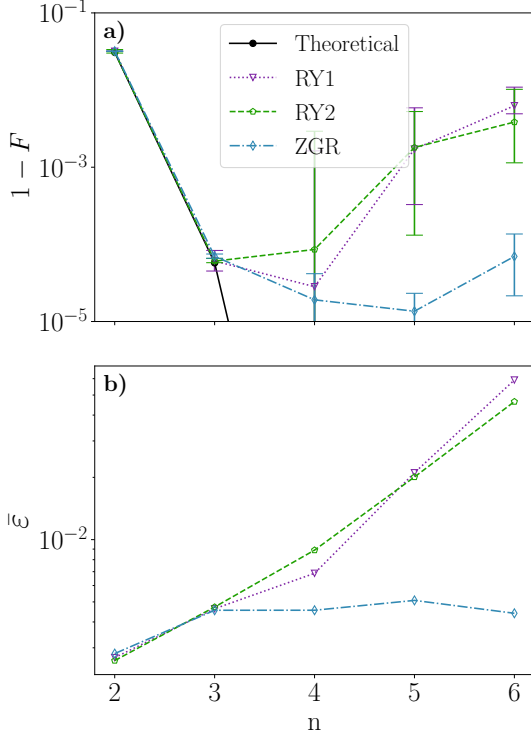 a)
10⁻¹
10⁻³
10⁻⁵
1 − F
Theoretical
RY1
RY2
ZGR
b)
10⁻²
ε̄
2 3 4 5 6
n